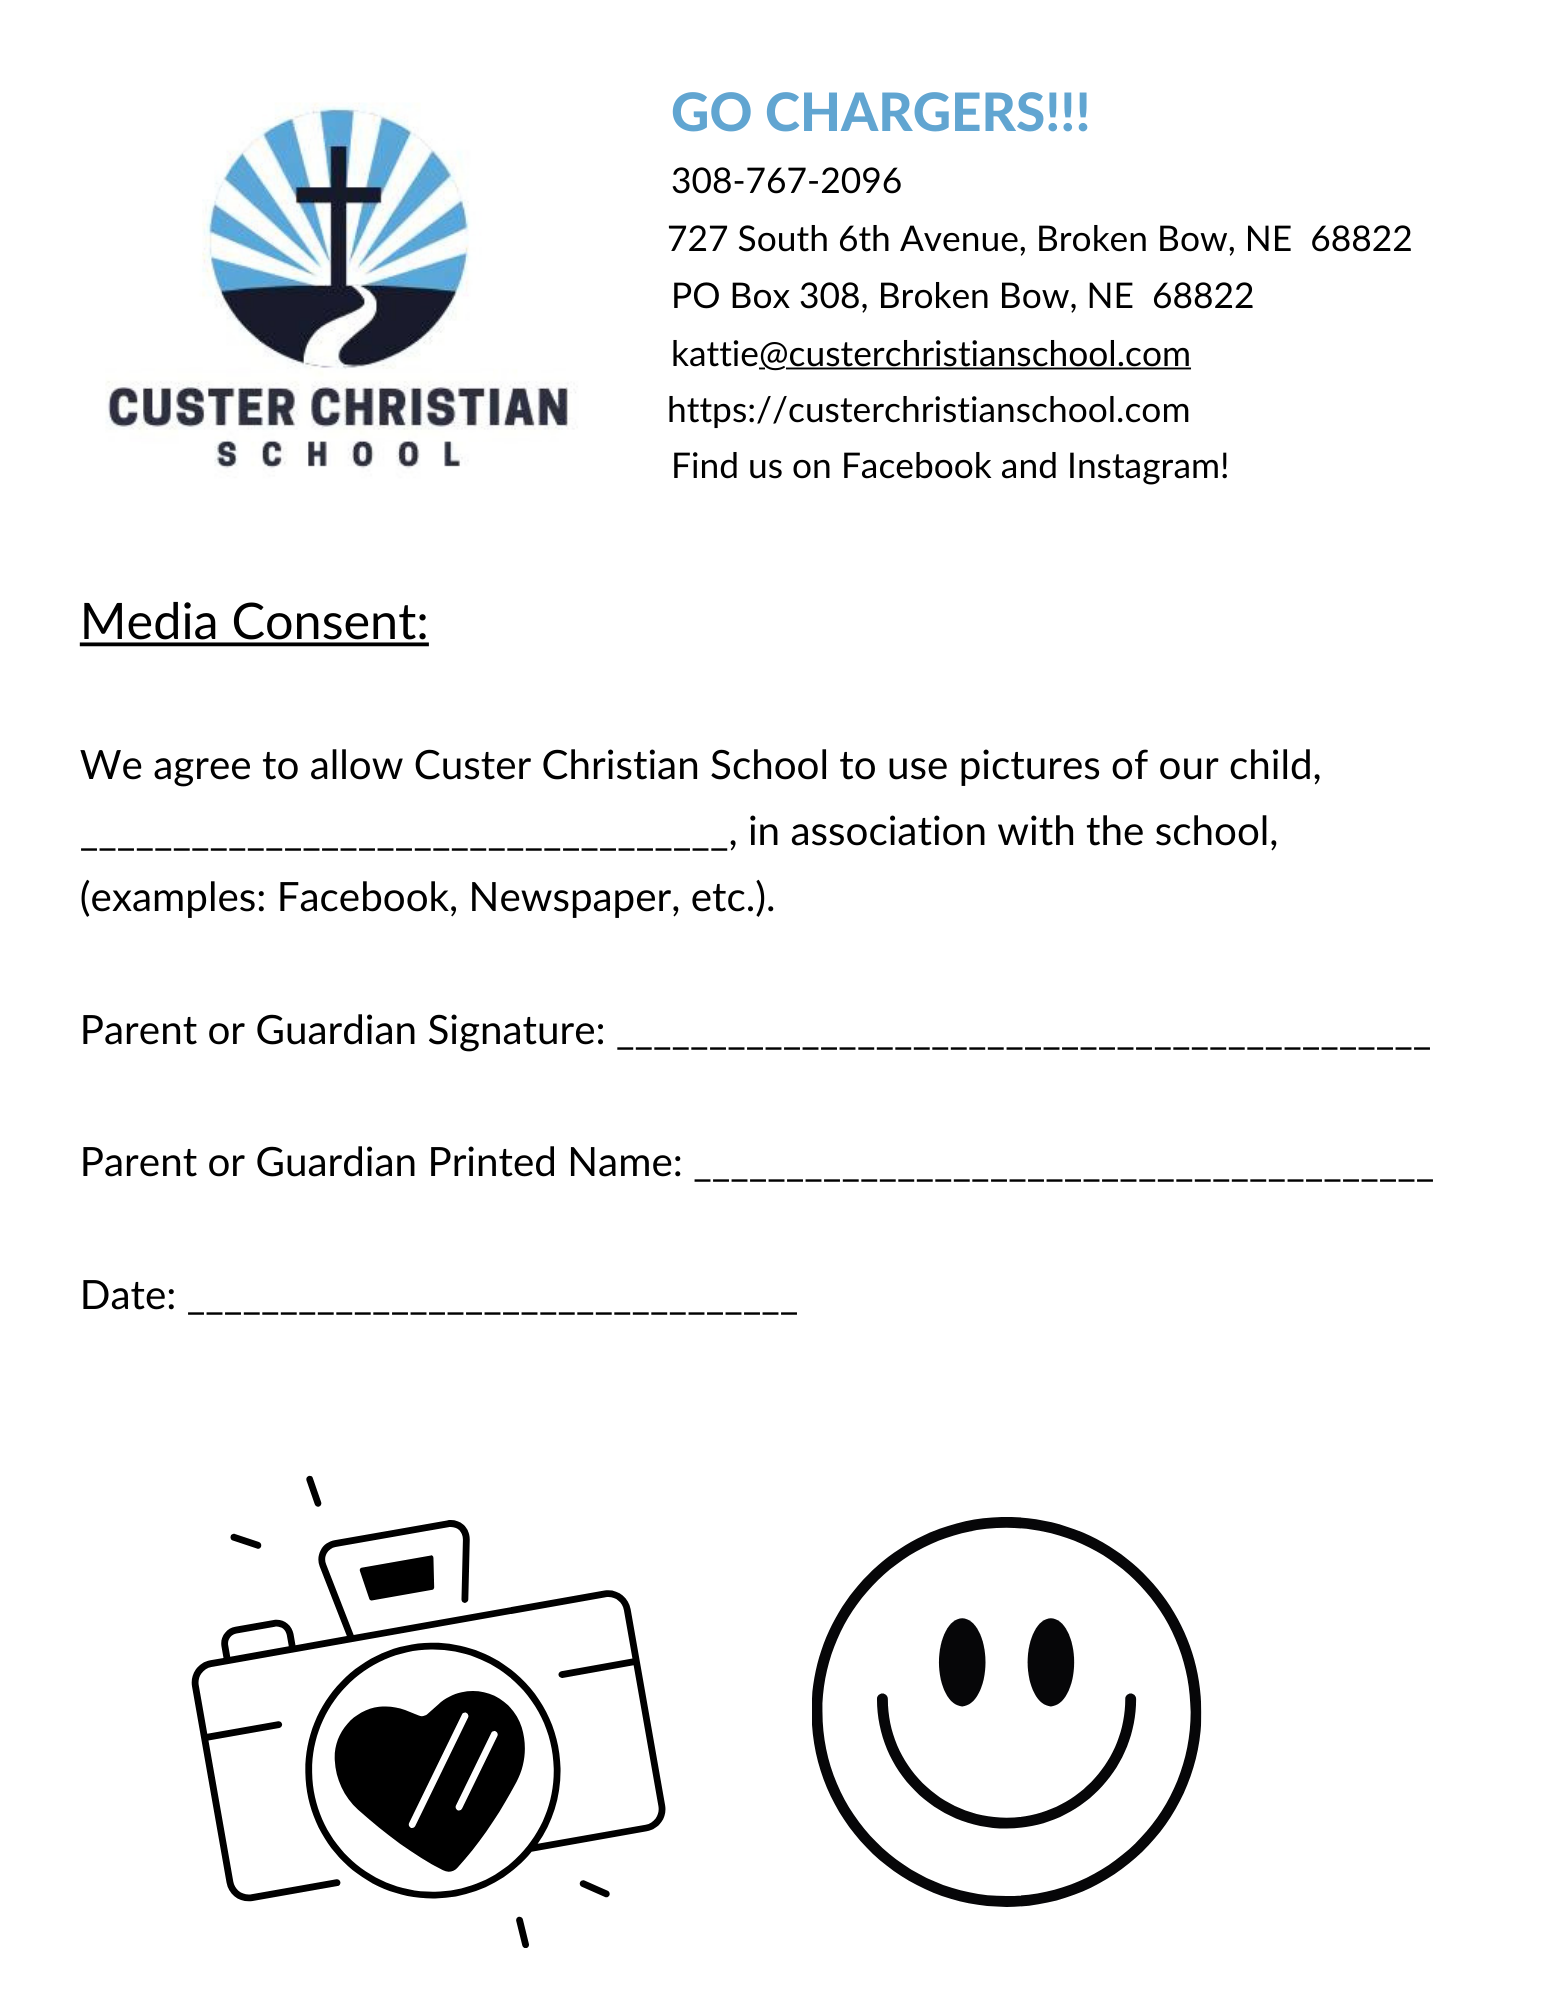 GO CHARGERS!!!
308-767-2096
727 South 6th Avenue, Broken Bow, NE  68822
PO Box 308, Broken Bow, NE  68822
kattie@custerchristianschool.com
https://custerchristianschool.com
Find us on Facebook and Instagram!
CUSTER CHRISTIAN
SCHOOL
Media Consent:
We agree to allow Custer Christian School to use pictures of our child,
___________________________________, in association with the school,
(examples: Facebook, Newspaper, etc.).
Parent or Guardian Signature: ____________________________________________
Parent or Guardian Printed Name: ________________________________________
Date: _________________________________